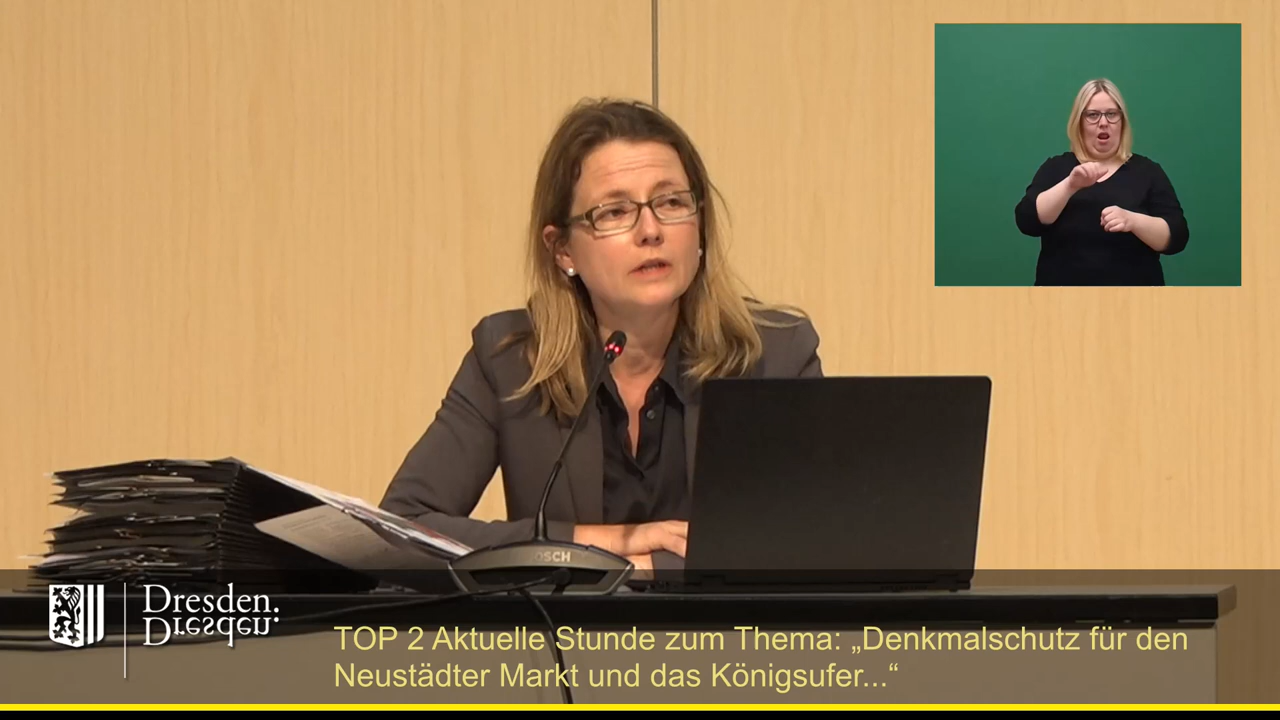 BOSCH
Dresden.
Dresden.
TOP 2 Aktuelle Stunde zum Thema: „Denkmalschutz für den
Neustädter Markt und das Königsufer...“